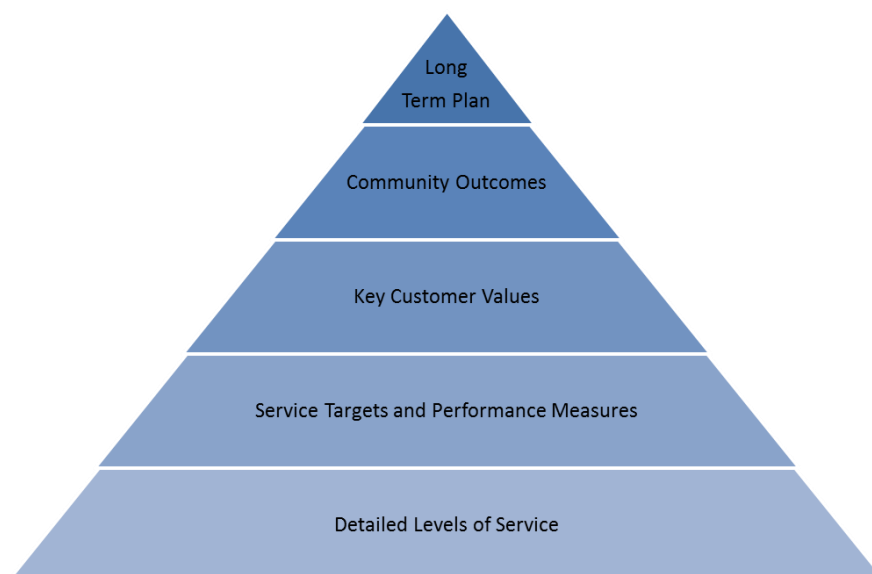 Long
Term Plan
Community Outcomes
Key Customer Values
Service Targets and Performance Measures
Detailed Levels of Service